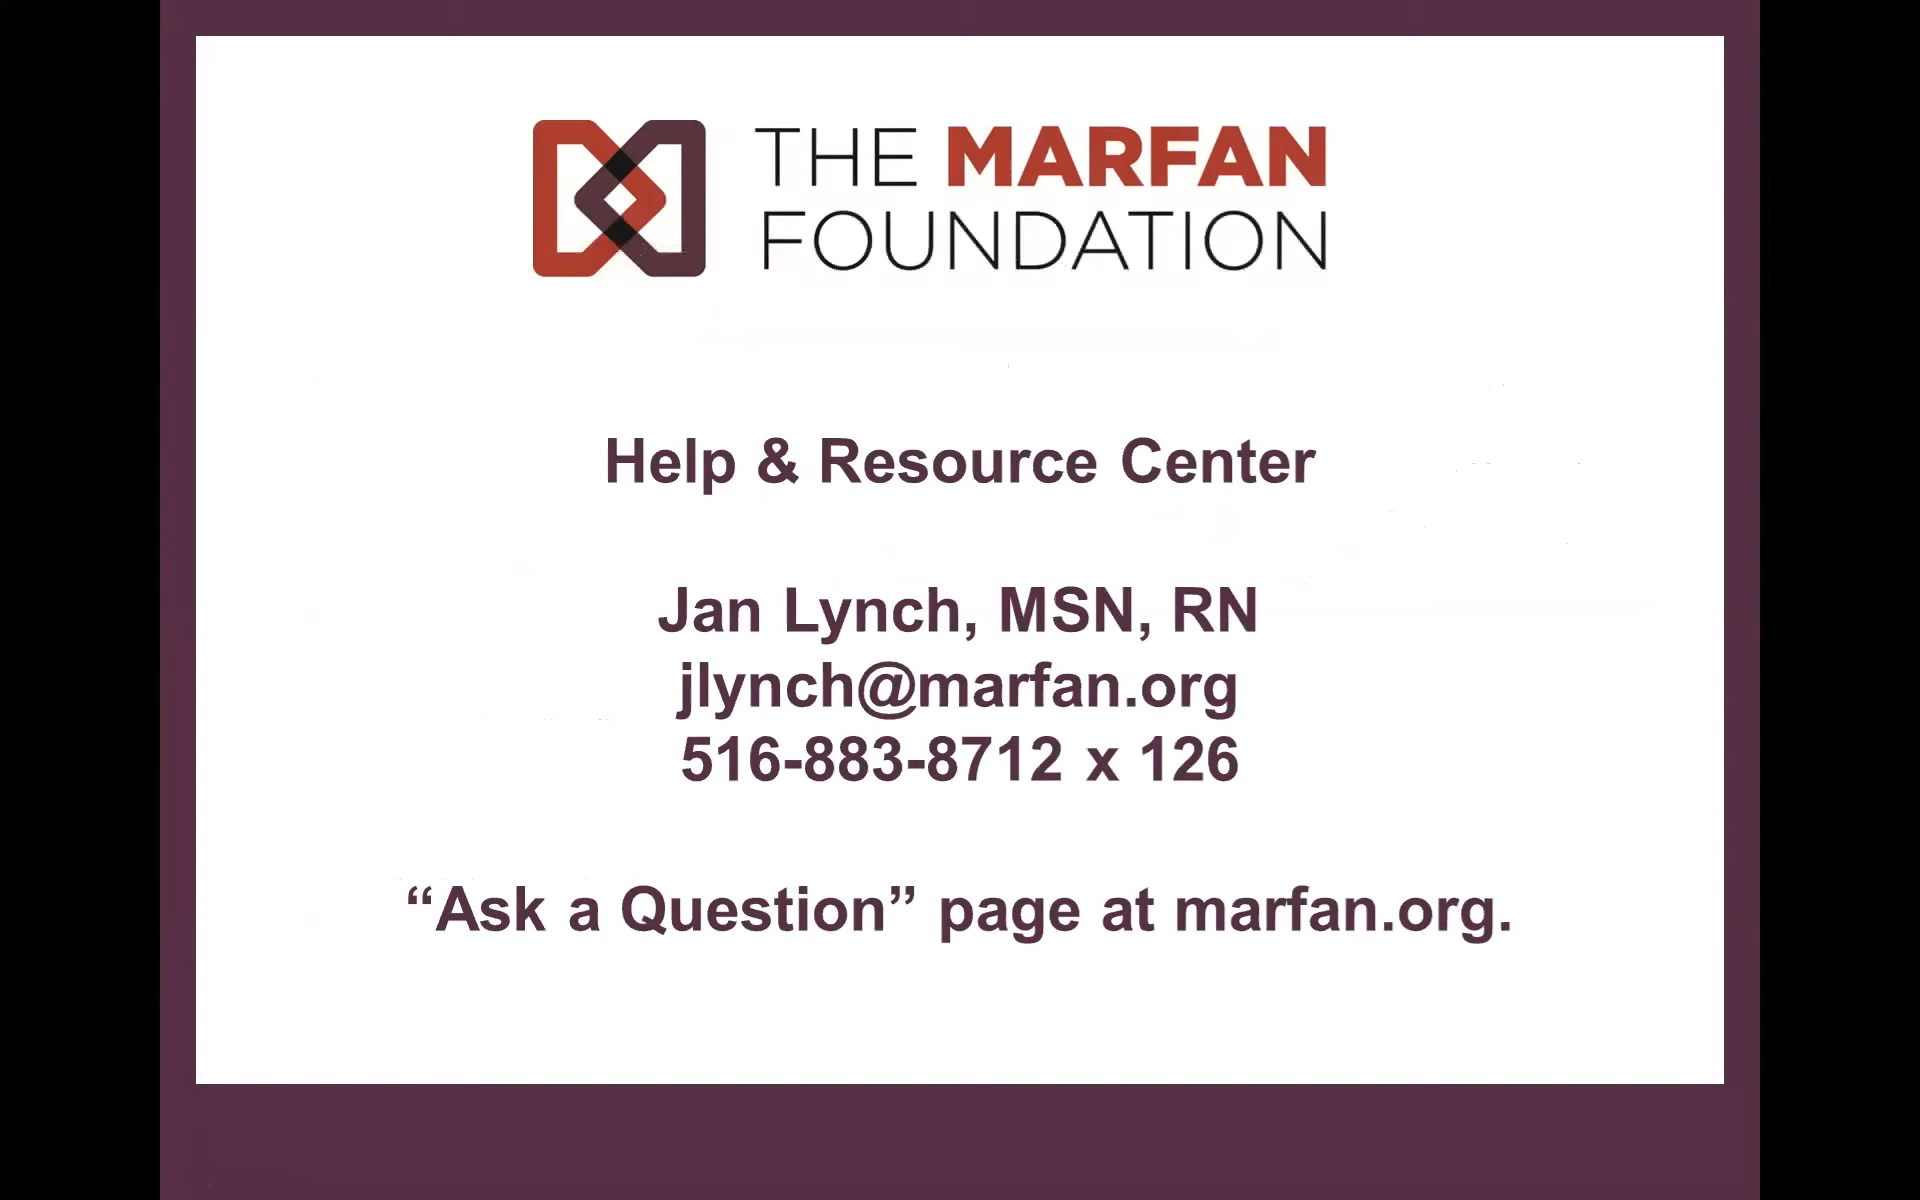 THE MARFAN
FOUNDATION
Help & Resource Center
Jan Lynch, MSN, RN
jlynch@marfan.org
516-883-8712 x 126
“Ask a Question” page at marfan.org.